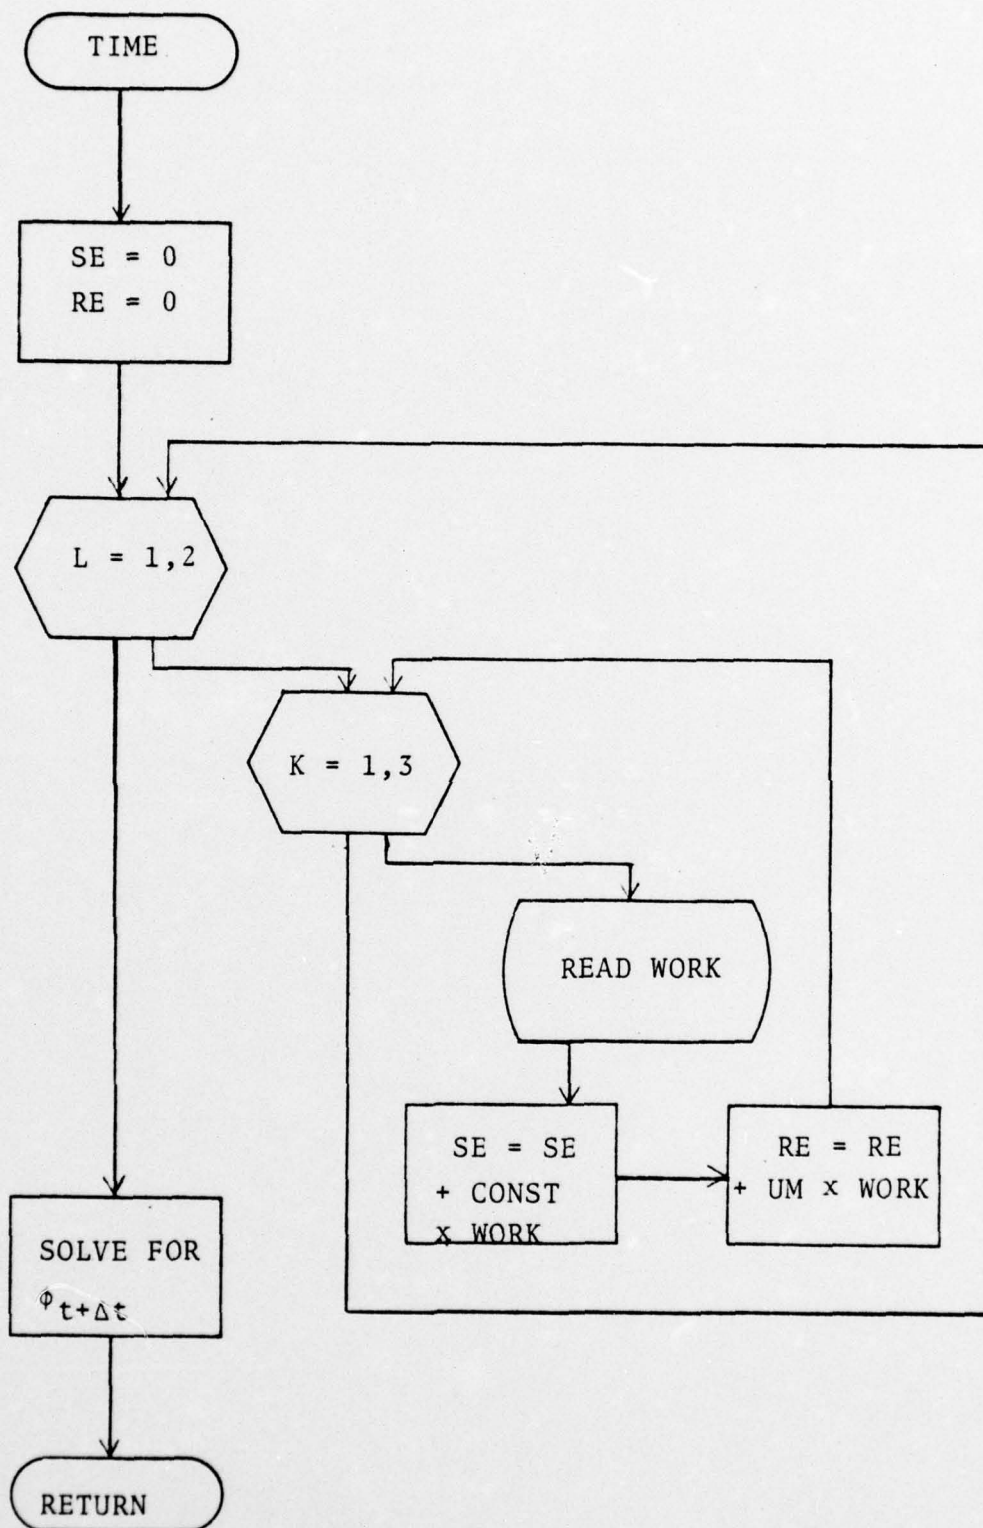 TIME
SE = 0
RE = 0
L = 1,2
K = 1,3
READ WORK
SE = SE
+ CONST
x WORK
RE = RE
+ UM x WORK
SOLVE FOR
Φt+Δt
RETURN